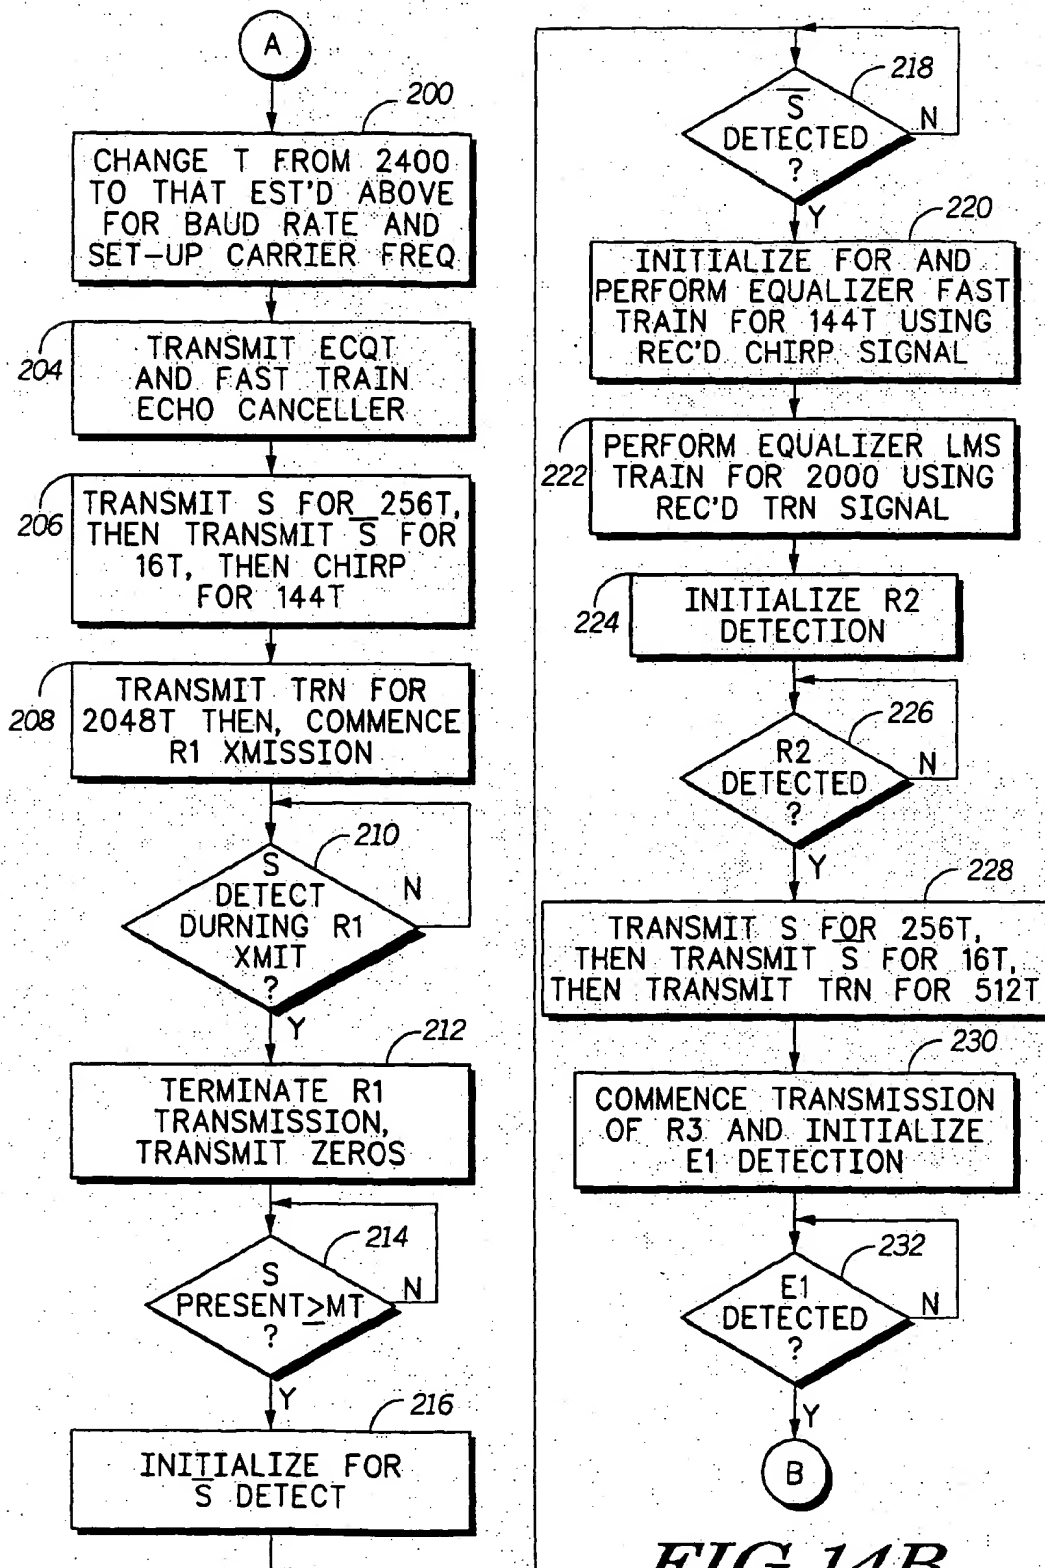 A
200
CHANGE T FROM 2400
TO THAT EST'D ABOVE
FOR BAUD RATE AND
SET-UP CARRIER FREQ
204
TRANSMIT ECQT
AND FAST TRAIN
ECHO CANCELLER
206
TRANSMIT S FOR 256T,
THEN TRANSMIT S̅ FOR
16T, THEN CHIRP
FOR 144T
208
TRANSMIT TRN FOR
2048T THEN, COMMENCE
R1 XMISSION
210
S
DETECT
DURNING R1
XMIT
?
N
Y
212
TERMINATE R1
TRANSMISSION,
TRANSMIT ZEROS
214
S
PRESENT≥MT
?
N
Y
216
INITIALIZE FOR
S̅ DETECT
218
S̅
DETECTED
?
N
Y
220
INITIALIZE FOR AND
PERFORM EQUALIZER FAST
TRAIN FOR 144T USING
REC'D CHIRP SIGNAL
222
PERFORM EQUALIZER LMS
TRAIN FOR 2000 USING
REC'D TRN SIGNAL
224
INITIALIZE R2
DETECTION
226
R2
DETECTED
?
N
Y
228
TRANSMIT S FOR 256T,
THEN TRANSMIT S̅ FOR 16T,
THEN TRANSMIT TRN FOR 512T
230
COMMENCE TRANSMISSION
OF R3 AND INITIALIZE
E1 DETECTION
232
E1
DETECTED
?
N
Y
B
FIG.14B